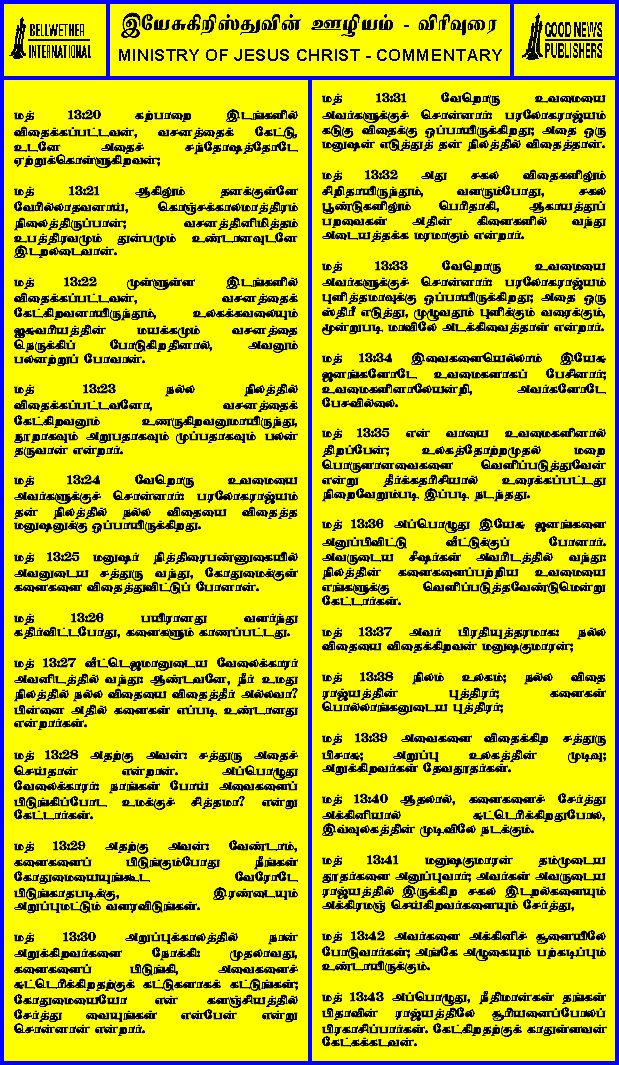 BELLWETHER
INTERNATIONAL
இயேசுகிறிஸ்துவின் ஊழியம் - விரிவுரை
MINISTRY OF JESUS CHRIST - COMMENTARY
GOOD NEWS
PUBLISHERS
மத் 13:20 கற்பாறை இடங்களில்
விதைக்கப்பட்டவன், வசனத்தைக் கேட்டு,
உடனே அதைச் சந்தோஷத்தோடே
ஏற்றுக்கொள்ளுகிறவன்;
மத் 13:21 ஆகிலும் தனக்குள்ளே
வேரில்லாதவனாய், கொஞ்சக்காலமாத்திரம்
நிலைத்திருப்பான்; வசனத்தினிமித்தம்
உபத்திரவமும் துன்பமும் உண்டானவுடனே
இடறலடைவான்.
மத் 13:22 முள்ளுள்ள இடங்களில்
விதைக்கப்பட்டவன், வசனத்தைக்
கேட்கிறவனாயிருந்தும், உலகக்கவலையும்
ஐசுவரியத்தின் மயக்கமும் வசனத்தை
நெருக்கிப் போடுகிறதினால், அவனும்
பலனற்றுப் போவான்.
மத் 13:23 நல்ல நிலத்தில்
விதைக்கப்பட்டவனோ, வசனத்தைக்
கேட்கிறவனும் உணருகிறவனுமாயிருந்து,
நூறாகவும் அறுபதாகவும் முப்பதாகவும் பலன்
தருவான் என்றார்.
மத் 13:24 வேறொரு உவமையை
அவர்களுக்குச் சொன்னார்: பரலோகராஜ்யம்
தன் நிலத்தில் நல்ல விதையை விதைத்த
மனுஷனுக்கு ஒப்பாயிருக்கிறது.
மத் 13:25 மனுஷர் நித்திரைபண்ணுகையில்
அவனுடைய சத்துரு வந்து, கோதுமைக்குள்
களைகளை விதைத்துவிட்டுப் போனான்.
மத் 13:26 பயிரானது வளர்ந்து
கதிர்விட்டபோது, களைகளும் காணப்பட்டது.
மத் 13:27 வீட்டெஜமானுடைய வேலைக்காரர்
அவனிடத்தில் வந்து: ஆண்டவனே, நீர் உமது
நிலத்தில் நல்ல விதையை விதைத்தீர் அல்லவா?
பின்னை அதில் களைகள் எப்படி உண்டானது
என்றார்கள்.
மத் 13:28 அதற்கு அவன்: சத்துரு அதைச்
செய்தான் என்றான். அப்பொழுது
வேலைக்காரர்: நாங்கள் போய் அவைகளைப்
பிடுங்கிப்போட உமக்குச் சித்தமா? என்று
கேட்டார்கள்.
மத் 13:29 அதற்கு அவன்: வேண்டாம்,
களைகளைப் பிடுங்கும்போது நீங்கள்
கோதுமையையுங்கூட வேரோடே
பிடுங்காதபடிக்கு, இரண்டையும்
அறுப்புமட்டும் வளரவிடுங்கள்.
மத் 13:30 அறுப்புக்காலத்தில் நான்
அறுக்கிறவர்களை நோக்கி: முதலாவது,
களைகளைப் பிடுங்கி, அவைகளைச்
சுட்டெரிக்கிறதற்குக் கட்டுகளாகக் கட்டுங்கள்;
கோதுமையையோ என் களஞ்சியத்தில்
சேர்த்து வையுங்கள் என்பேன் என்று
சொன்னான் என்றார்.
மத் 13:31 வேறொரு உவமையை
அவர்களுக்குச் சொன்னார்: பரலோகராஜ்யம்
கடுகு விதைக்கு ஒப்பாயிருக்கிறது; அதை ஒரு
மனுஷன் எடுத்துத் தன் நிலத்தில் விதைத்தான்.
மத் 13:32 அது சகல விதைகளிலும்
சிறிதாயிருந்தும், வளரும்போது, சகல
பூண்டுகளிலும் பெரிதாகி, ஆகாயத்துப்
பறவைகள் அதின் கிளைகளில் வந்து
அடையத்தக்க மரமாகும் என்றார்.
மத் 13:33 வேறொரு உவமையை
அவர்களுக்குச் சொன்னார்: பரலோகராஜ்யம்
புளித்தமாவுக்கு ஒப்பாயிருக்கிறது; அதை ஒரு
ஸ்திரீ எடுத்து, முழுவதும் புளிக்கும் வரைக்கும்,
மூன்றுபடி மாவிலே அடக்கிவைத்தாள் என்றார்.
மத் 13:34 இவைகளையெல்லாம் இயேசு
ஜனங்களோடே உவமைகளாகப் பேசினார்;
உவமைகளினாலேயன்றி, அவர்களோடே
பேசவில்லை.
மத் 13:35 என் வாயை உவமைகளினால்
திறப்பேன்; உலகத்தோற்றமுதல் மறை
பொருளானவைகளை வெளிப்படுத்துவேன்
என்று தீர்க்கதரிசியால் உரைக்கப்பட்டது
நிறைவேறும்படி இப்படி நடந்தது.
மத் 13:36 அப்பொழுது இயேசு ஜனங்களை
அனுப்பிவிட்டு வீட்டுக்குப் போனார்.
அவருடைய சீஷர்கள் அவரிடத்தில் வந்து:
நிலத்தின் களைகளைப்பற்றிய உவமையை
எங்களுக்கு வெளிப்படுத்தவேண்டுமென்று
கேட்டார்கள்.
மத் 13:37 அவர் பிரதியுத்தரமாக: நல்ல
விதையை விதைக்கிறவன் மனுஷகுமாரன்;
மத் 13:38 நிலம் உலகம்; நல்ல விதை
ராஜ்யத்தின் புத்திரர்; களைகள்
பொல்லாங்கனுடைய புத்திரர்;
மத் 13:39 அவைகளை விதைக்கிற சத்துரு
பிசாசு; அறுப்பு உலகத்தின் முடிவு;
அறுக்கிறவர்கள் தேவதூதர்கள்.
மத் 13:40 ஆதலால், களைகளைச் சேர்த்து
அக்கினியால் சுட்டெரிக்கிறதுபோல,
இவ்வுலகத்தின் முடிவிலே நடக்கும்.
மத் 13:41 மனுஷகுமாரன் தம்முடைய
தூதர்களை அனுப்புவார்; அவர்கள் அவருடைய
ராஜ்யத்தில் இருக்கிற சகல இடறல்களையும்
அக்கிரமஞ் செய்கிறவர்களையும் சேர்த்து,
மத் 13:42 அவர்களை அக்கினிச் சூளையிலே
போடுவார்கள்; அங்கே அழுகையும் பற்கடிப்பும்
உண்டாயிருக்கும்.
மத் 13:43 அப்பொழுது, நீதிமான்கள் தங்கள்
பிதாவின் ராஜ்யத்திலே சூரியனைப்போலப்
பிரகாசிப்பார்கள். கேட்கிறதற்குக் காதுள்ளவன்
கேட்கக்கடவன்.